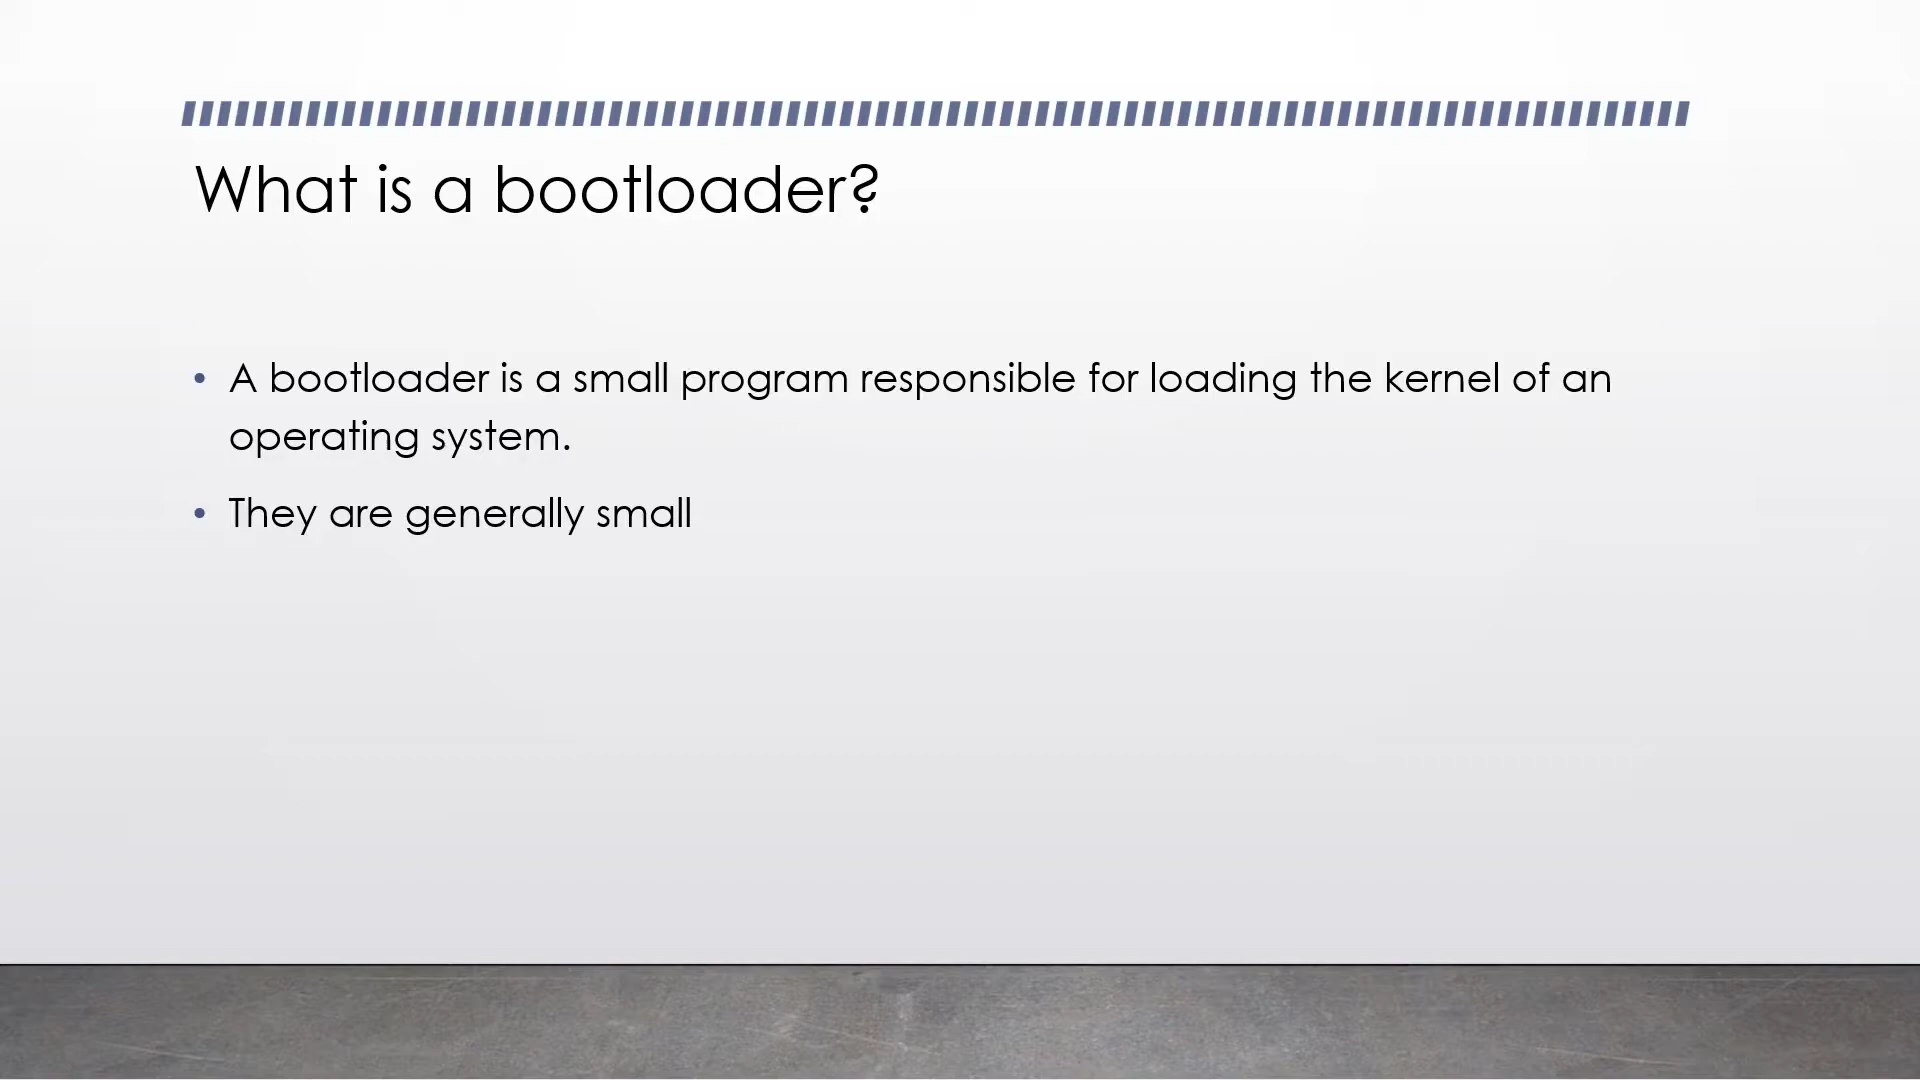 What is a bootloader?
• A bootloader is a small program responsible for loading the kernel of an
operating system.
• They are generally small